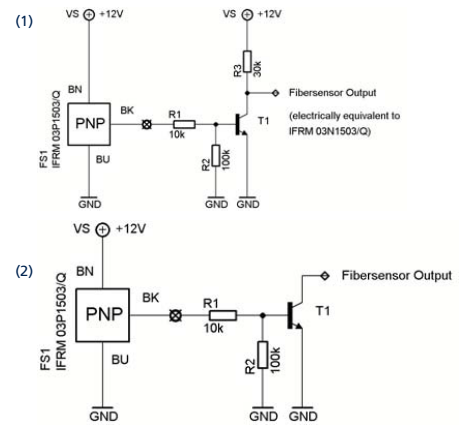 (1)
VS +12V
VS +12V
R3
30k
BN
Fibersensor Output
BK
(electrically equivalent to
IFRM 03N1503/Q)
FS1
IFRM 03P1503/Q
PNP
R1
10k
T1
R2
100k
BU
GND
GND
GND
(2)
VS +12V
BN
Fibersensor Output
BK
FS1
IFRM 03P1503/Q
PNP
R1
10k
T1
R2
100k
BU
GND
GND
GND